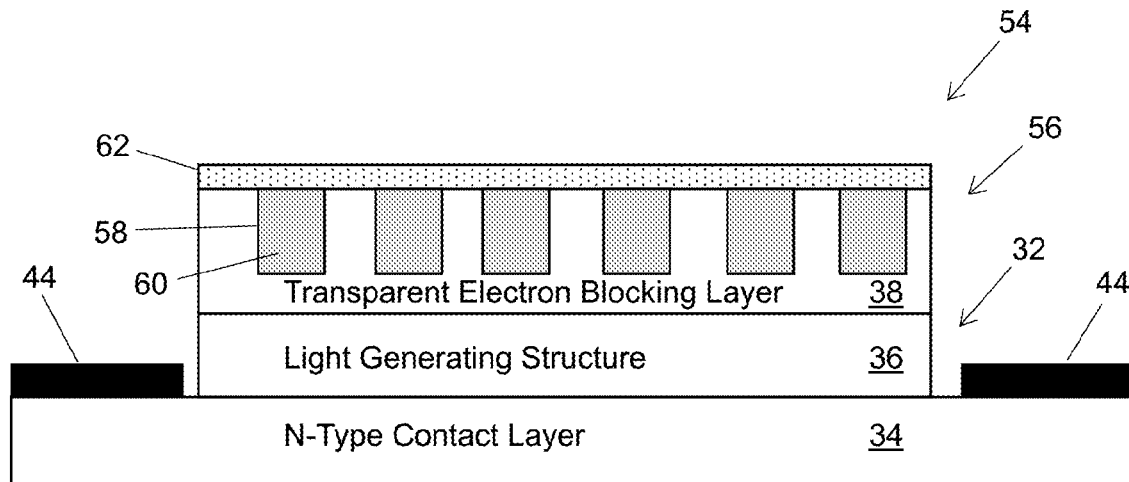 54
62
56
58
32
60
44
Transparent Electron Blocking Layer 38
44
Light Generating Structure 36
N-Type Contact Layer 34